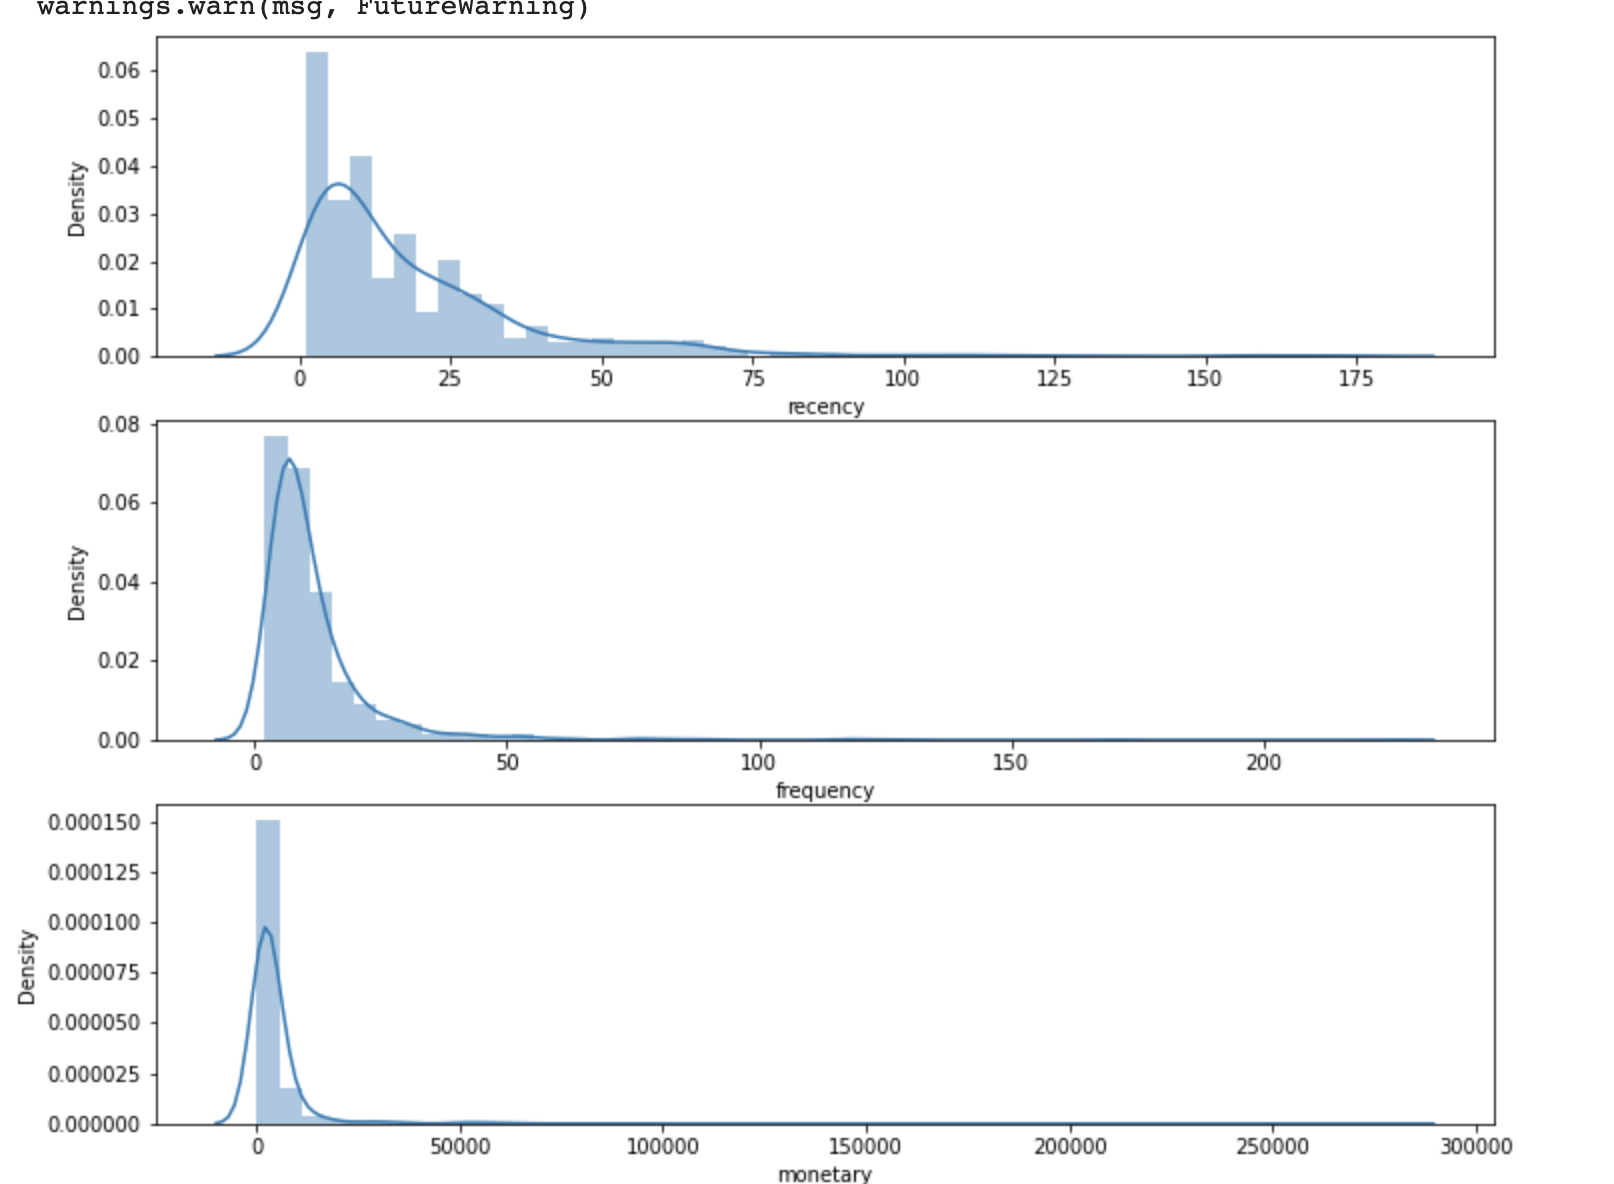 warnings.warn(msg, FutureWarning)
0.06
0.05
0.04
0.03
0.02
0.01
0.00
Density
0 25 50 75 100 125 150 175
recency
0.08
0.06
0.04
0.02
0.00
Density
0 50 100 150 200
frequency
0.000150
0.000125
0.000100
0.000075
0.000050
0.000025
0.000000
Density
0 50000 100000 150000 200000 250000 300000
monetary